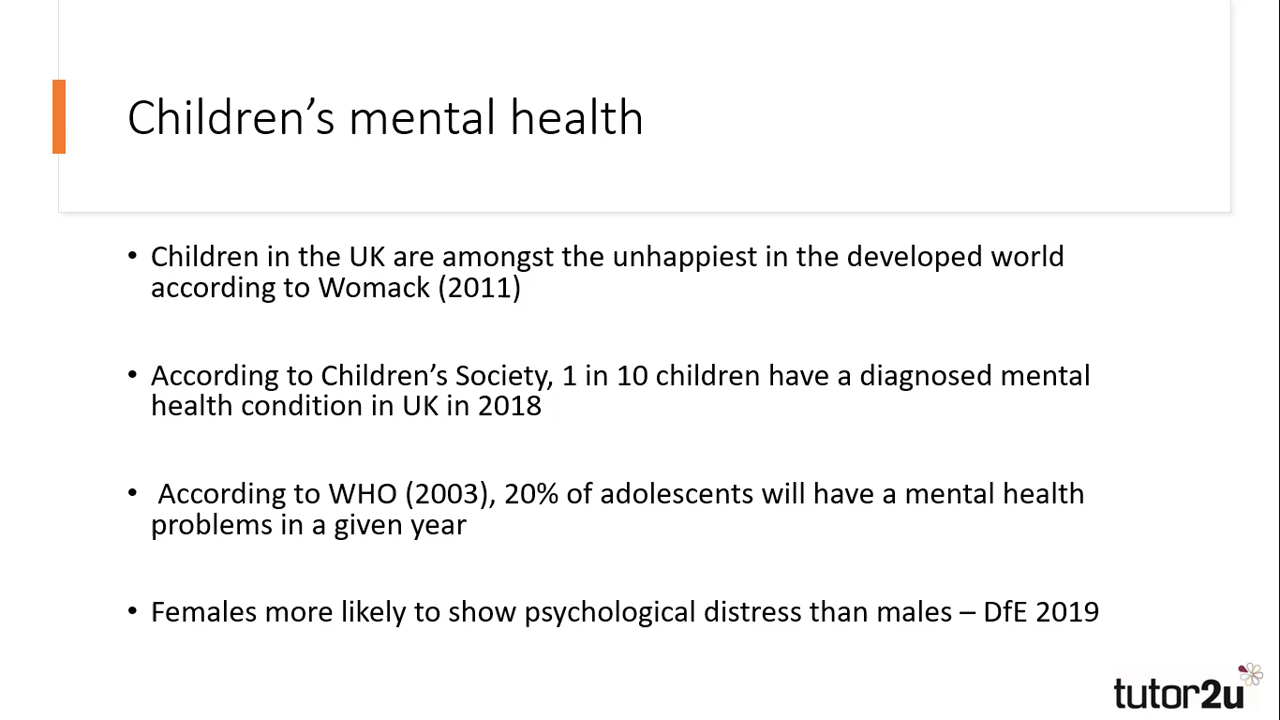 Children’s mental health
• Children in the UK are amongst the unhappiest in the developed world
according to Womack (2011)
• According to Children’s Society, 1 in 10 children have a diagnosed mental
health condition in UK in 2018
• According to WHO (2003), 20% of adolescents will have a mental health
problems in a given year
• Females more likely to show psychological distress than males – DfE 2019
tutor2u